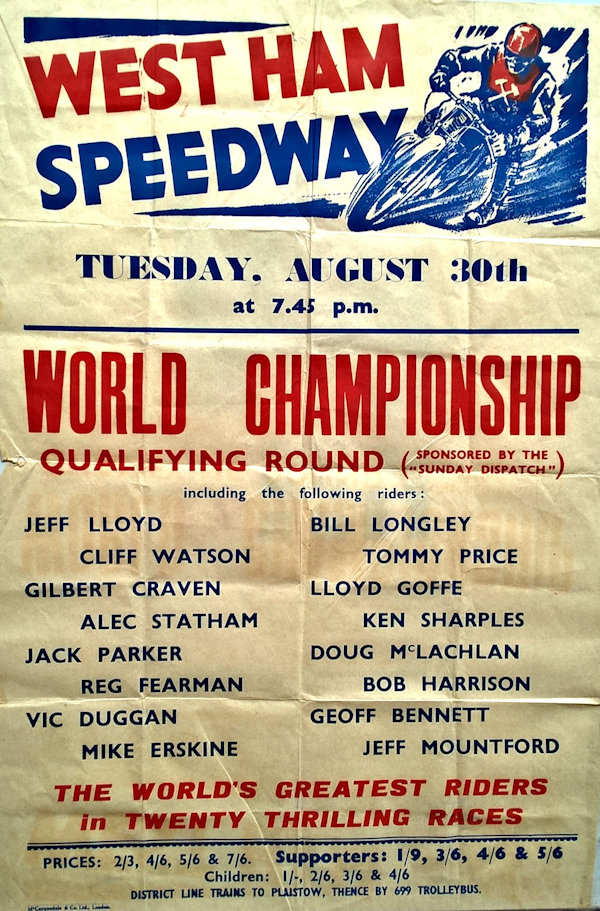 WEST HAM
SPEEDWAY
TUESDAY, AUGUST 30th
at 7.45 p.m.
WORLD CHAMPIONSHIP
QUALIFYING ROUND (SPONSORED BY THE "SUNDAY DISPATCH")
including the following riders:
JEFF LLOYD
CLIFF WATSON
GILBERT CRAVEN
ALEC STATHAM
JACK PARKER
REG FEARMAN
VIC DUGGAN
MIKE ERSKINE
BILL LONGLEY
TOMMY PRICE
LLOYD GOFFE
KEN SHARPLES
DOUG McLACHLAN
BOB HARRISON
GEOFF BENNETT
JEFF MOUNTFORD
THE WORLD'S GREATEST RIDERS
in TWENTY THRILLING RACES
PRICES: 2/3, 4/6, 5/6 & 7/6. Supporters: 1/9, 3/6, 4/6 & 5/6
Children: 1/-, 2/6, 3/6 & 4/6
DISTRICT LINE TRAINS TO PLAISTOW, THENCE BY 699 TROLLEYBUS.
McCorquodale & Co. Ltd., London.